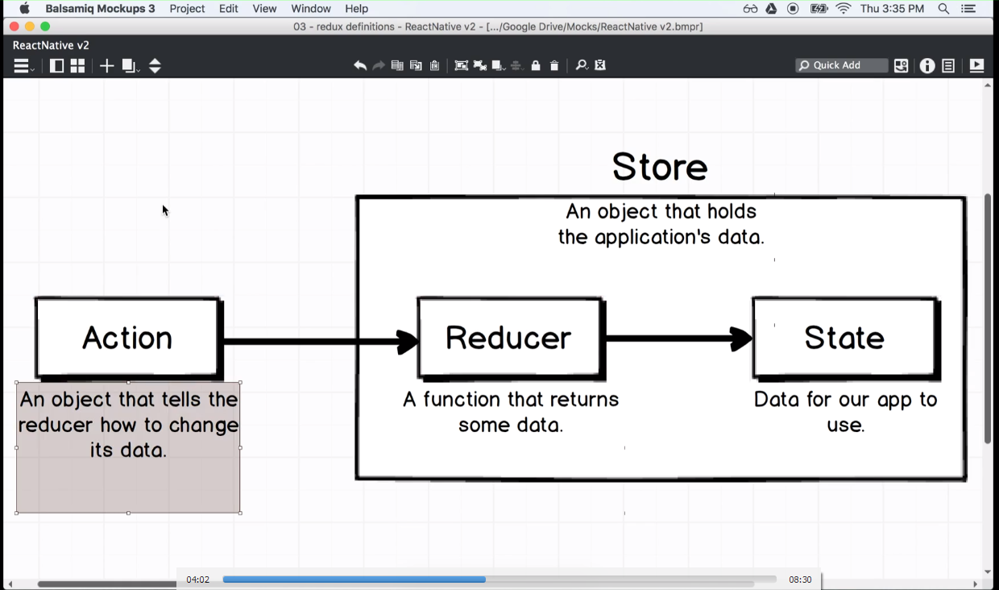 Balsamiq Mockups 3 Project Edit View Window Help Thu 3:35 PM
03 - redux definitions - ReactNative v2 - [.../Google Drive/Mocks/ReactNative v2.bmpr]
ReactNative v2
Quick Add
Store
An object that holds
the application's data.
Action
Reducer
State
An object that tells the
reducer how to change
its data.
A function that returns
some data.
Data for our app to
use.
04:02
08:30